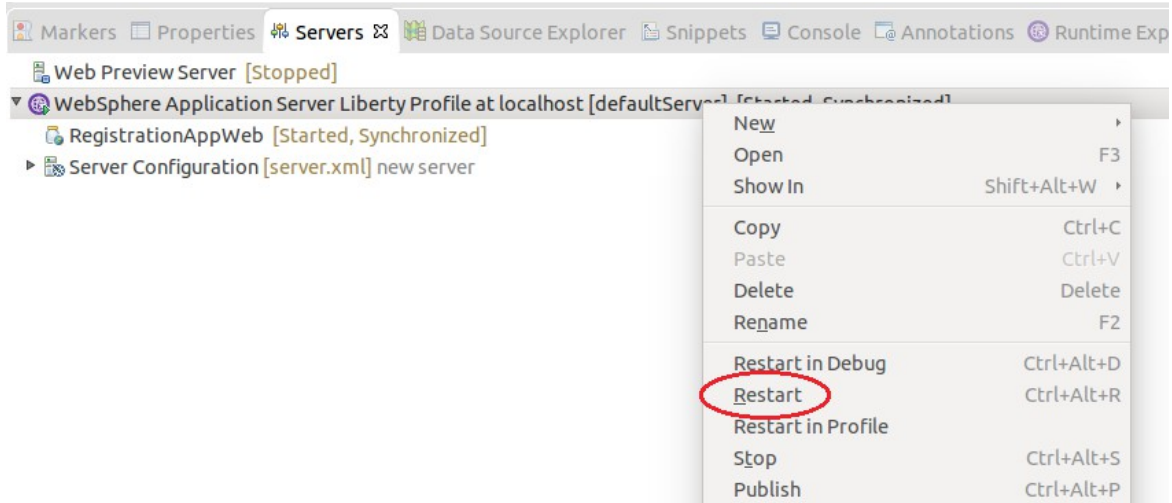 Markers Properties Servers Data Source Explorer Snippets Console Annotations Runtime Exp
Web Preview Server [Stopped]
WebSphere Application Server Liberty Profile at localhost [defaultServer] [Started, Synchronized]
RegistrationAppWeb [Started, Synchronized]
Server Configuration [server.xml] new server
New
Open F3
Show In Shift+Alt+W
Copy Ctrl+C
Paste Ctrl+V
Delete Delete
Rename F2
Restart in Debug Ctrl+Alt+D
Restart Ctrl+Alt+R
Restart in Profile
Stop Ctrl+Alt+S
Publish Ctrl+Alt+P